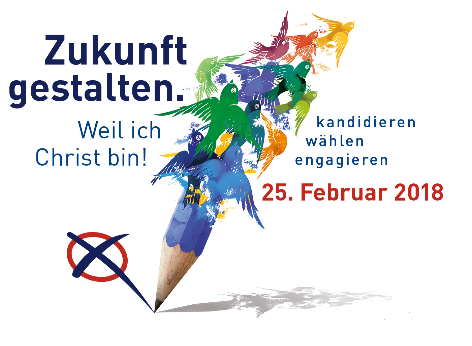 Zukunft
gestalten.
Weil ich
Christ bin!
kandidieren
wählen
engagieren
25. Februar 2018